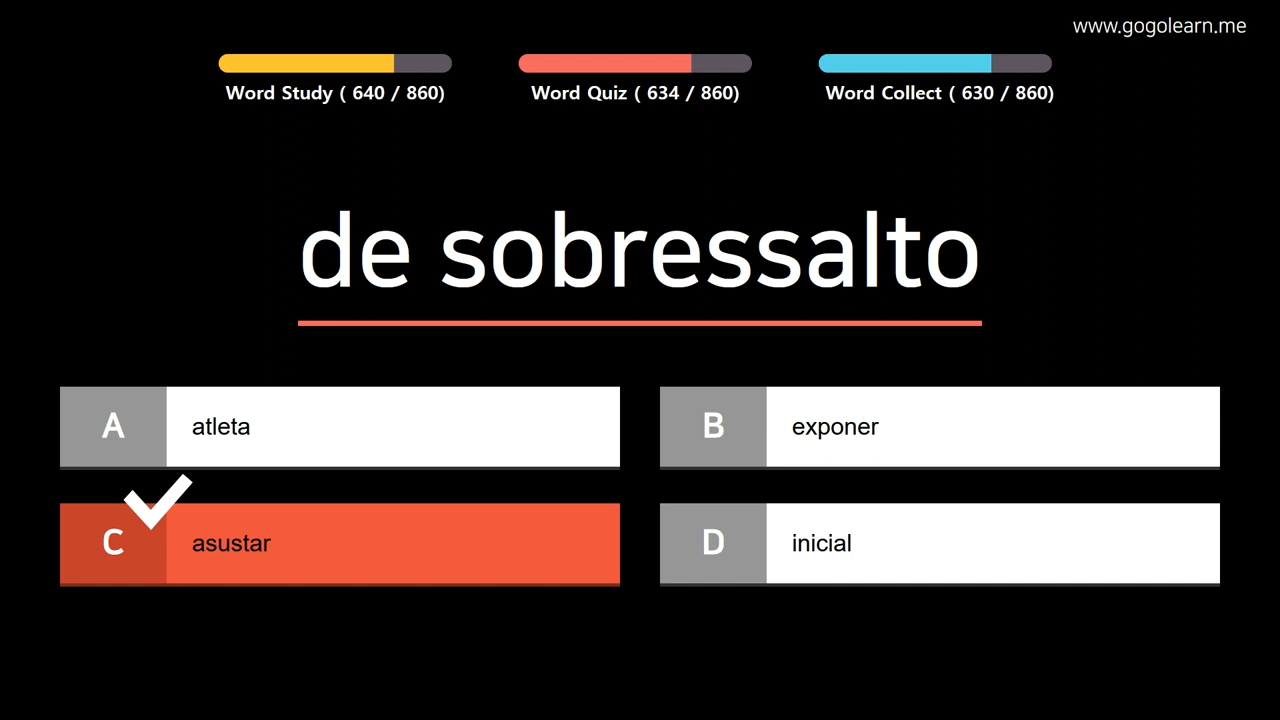 www.gogolearn.me
Word Study ( 640 / 860)
Word Quiz ( 634 / 860)
Word Collect ( 630 / 860)
de sobressalto
A atleta
B exponer
C asustar
D inicial